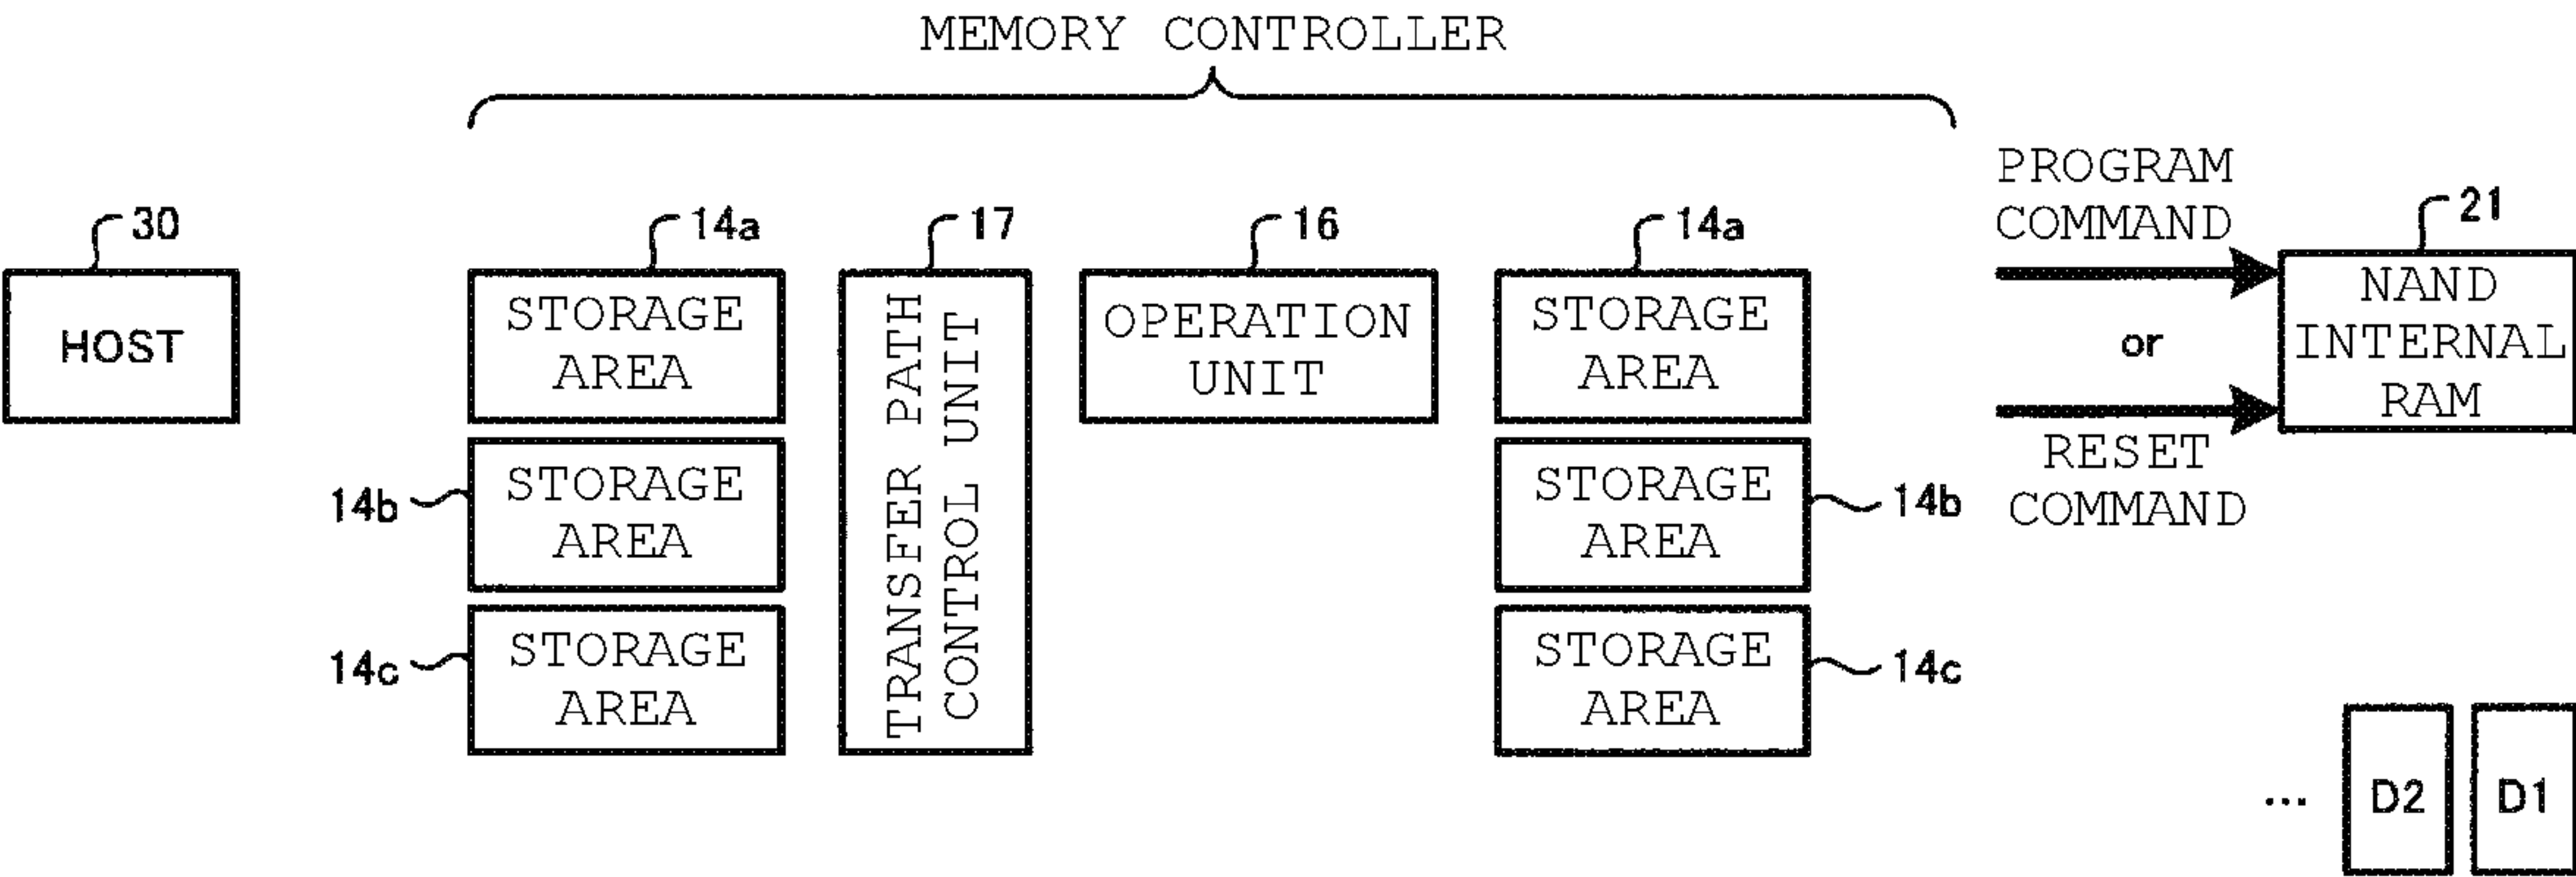 MEMORY CONTROLLER
30
HOST
14a
STORAGE
AREA
14b
STORAGE
AREA
14c
STORAGE
AREA
17
TRANSFER PATH
CONTROL UNIT
16
OPERATION
UNIT
14a
STORAGE
AREA
STORAGE
AREA
14b
STORAGE
AREA
14c
PROGRAM
COMMAND
or
RESET
COMMAND
21
NAND
INTERNAL
RAM
... D2 D1